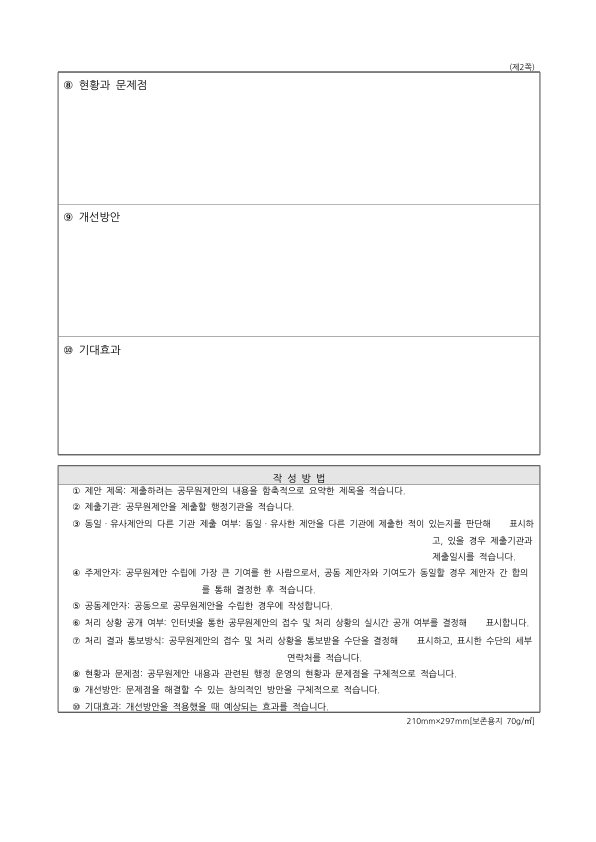 (제2쪽)
⑧ 현황과 문제점
⑨ 개선방안
⑩ 기대효과
작 성 방 법
① 제안 제목: 제출하려는 공무원제안의 내용을 함축적으로 요약한 제목을 적습니다.
② 제출기관: 공무원제안을 제출할 행정기관을 적습니다.
③ 동일ㆍ유사제안의 다른 기관 제출 여부: 동일ㆍ유사한 제안을 다른 기관에 제출한 적이 있는지를 판단해 표시하
고, 있을 경우 제출기관과
제출일시를 적습니다.
④ 주제안자: 공무원제안 수립에 가장 큰 기여를 한 사람으로서, 공동 제안자와 기여도가 동일할 경우 제안자 간 합의
를 통해 결정한 후 적습니다.
⑤ 공동제안자: 공동으로 공무원제안을 수립한 경우에 작성합니다.
⑥ 처리 상황 공개 여부: 인터넷을 통한 공무원제안의 접수 및 처리 상황의 실시간 공개 여부를 결정해 표시합니다.
⑦ 처리 결과 통보방식: 공무원제안의 접수 및 처리 상황을 통보받을 수단을 결정해 표시하고, 표시한 수단의 세부
연락처를 적습니다.
⑧ 현황과 문제점: 공무원제안 내용과 관련된 행정 운영의 현황과 문제점을 구체적으로 적습니다.
⑨ 개선방안: 문제점을 해결할 수 있는 창의적인 방안을 구체적으로 적습니다.
⑩ 기대효과: 개선방안을 적용했을 때 예상되는 효과를 적습니다.
210mm×297mm[보존용지 70g/㎡]